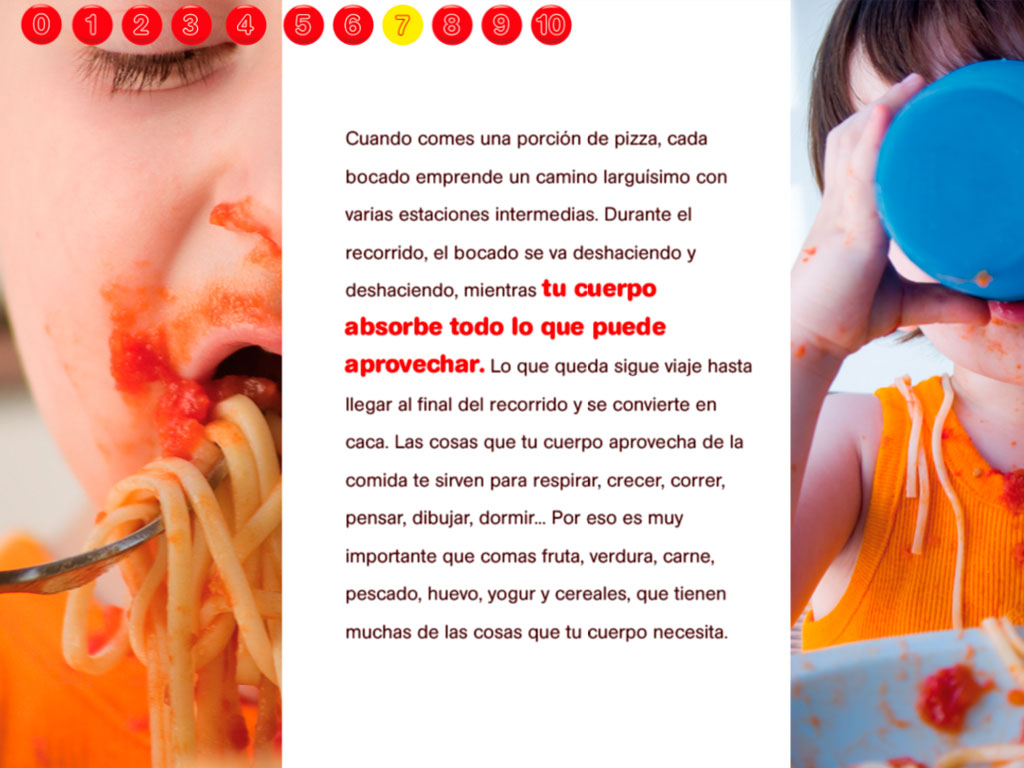 0 1 2 3 4 5 6 7 8 9 10
Cuando comes una porción de pizza, cada
bocado emprende un camino larguísimo con
varias estaciones intermedias. Durante el
recorrido, el bocado se va deshaciendo y
deshaciendo, mientras tu cuerpo
absorbe todo lo que puede
aprovechar. Lo que queda sigue viaje hasta
llegar al final del recorrido y se convierte en
caca. Las cosas que tu cuerpo aprovecha de la
comida te sirven para respirar, crecer, correr,
pensar, dibujar, dormir... Por eso es muy
importante que comas fruta, verdura, carne,
pescado, huevo, yogur y cereales, que tienen
muchas de las cosas que tu cuerpo necesita.